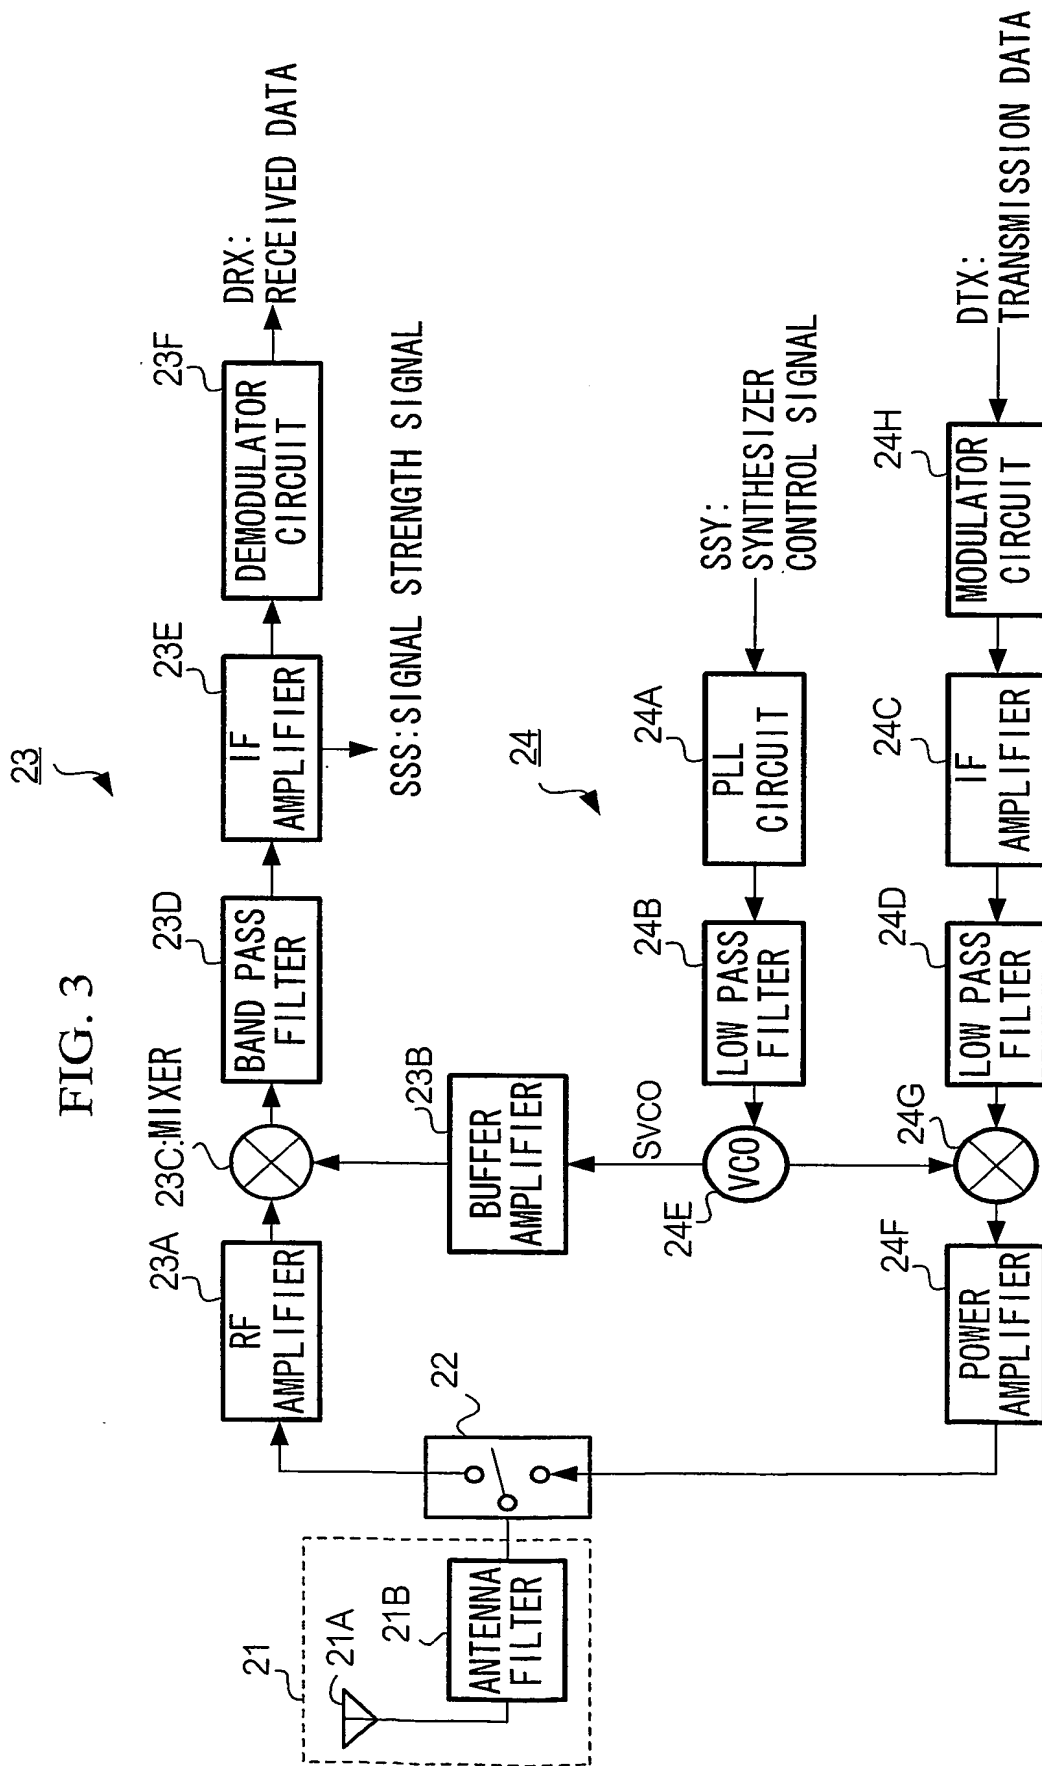 FIG. 3
23
23A
RF
AMPLIFIER
23C:MIXER
23D
BAND PASS
FILTER
23E
IF
AMPLIFIER
23F
DEMODULATOR
CIRCUIT
DRX:
RECEIVED DATA
SSS:SIGNAL STRENGTH SIGNAL
21
21A
21B
ANTENNA
FILTER
22
23B
BUFFER
AMPLIFIER
24
SVCO
24E
VCO
24B
LOW PASS
FILTER
24A
PLL
CIRCUIT
SSY:
SYNTHESIZER
CONTROL SIGNAL
24F
POWER
AMPLIFIER
24G
24D
LOW PASS
FILTER
24C
IF
AMPLIFIER
24H
MODULATOR
CIRCUIT
DTX:
TRANSMISSION DATA